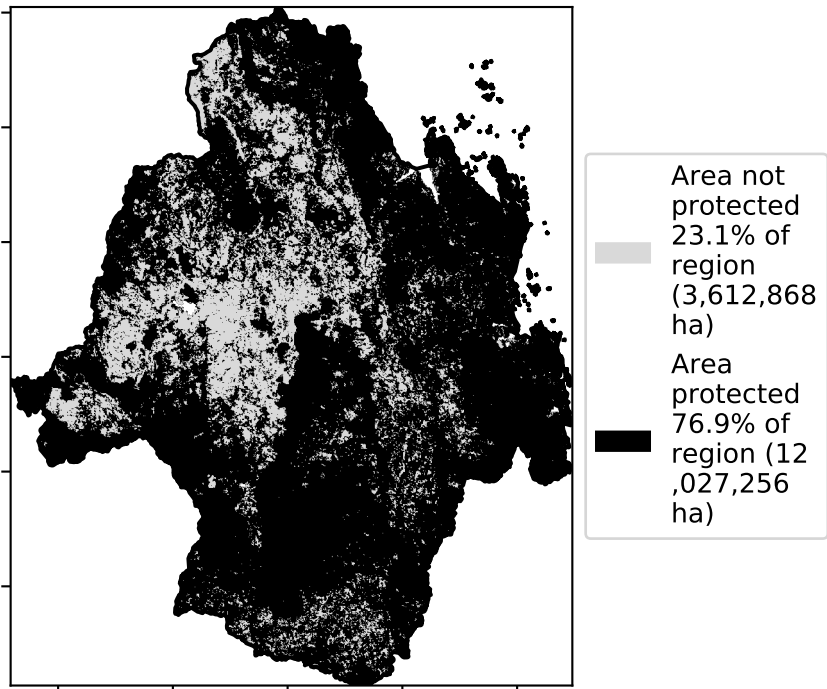 Area not
protected
23.1% of
region
(3,612,868
ha)
Area
protected
76.9% of
region (12
,027,256
ha)